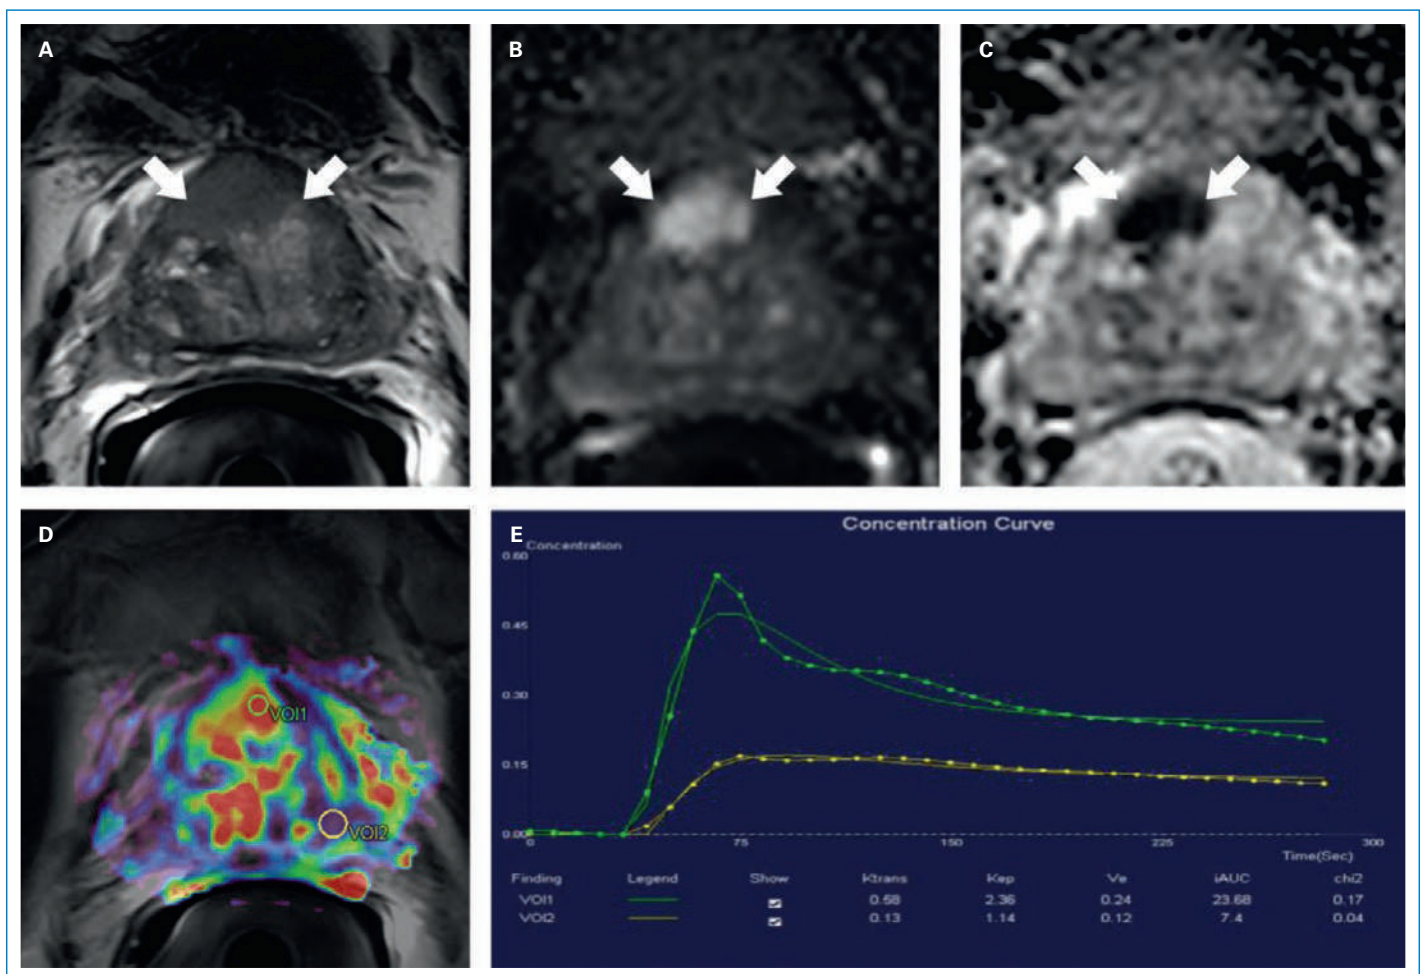 A
B
C
D
VOI1
VOI2
E
Concentration Curve
Concentration
0.60
0.45
0.30
0.15
0.00
0 75 150 225 300
Time(Sec)
Finding Legend Show Ktrans Kep Ve iAUC chi2
VOI1 0.58 2.36 0.24 23.68 0.17
VOI2 0.13 1.14 0.12 7.4 0.04